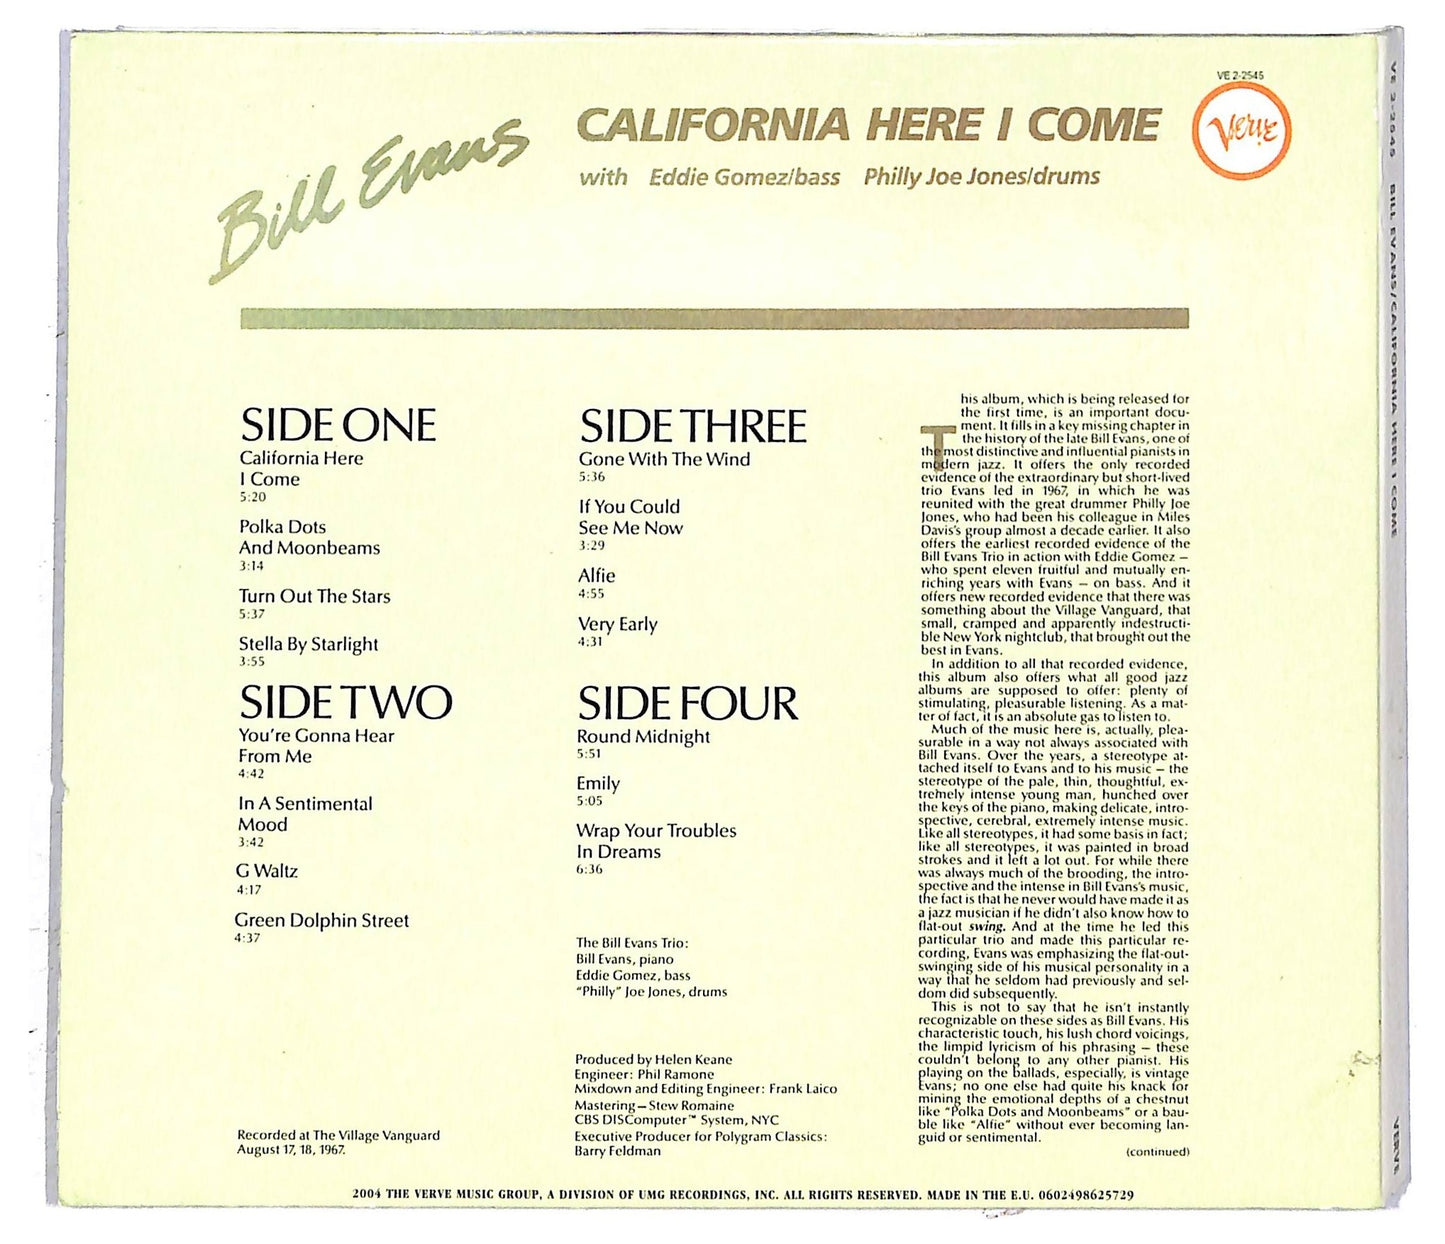 VE 2-2545
Bill Evans
CALIFORNIA HERE I COME
with Eddie Gomez/bass Philly Joe Jones/drums
Verve
SIDE ONE
California Here
I Come
5:20
Polka Dots
And Moonbeams
3:14
Turn Out The Stars
5:37
Stella By Starlight
3:55
SIDE TWO
You're Gonna Hear
From Me
4:42
In A Sentimental
Mood
3:42
G Waltz
4:17
Green Dolphin Street
4:37
Recorded at The Village Vanguard
August 17, 18, 1967.
SIDE THREE
Gone With The Wind
5:36
If You Could
See Me Now
3:29
Alfie
4:55
Very Early
4:31
SIDE FOUR
Round Midnight
5:51
Emily
5:05
Wrap Your Troubles
In Dreams
6:36
The Bill Evans Trio:
Bill Evans, piano
Eddie Gomez, bass
"Philly" Joe Jones, drums
Produced by Helen Keane
Engineer: Phil Ramone
Mixdown and Editing Engineer: Frank Laico
Mastering—Stew Romaine
CBS DISComputer™ System, NYC
Executive Producer for Polygram Classics:
Barry Feldman
This album, which is being released for
the first time, is an important docu-
ment. It fills in a key missing chapter in
the history of the late Bill Evans, one of
the most distinctive and influential pianists in
modern jazz. It offers the only recorded
evidence of the extraordinary but short-lived
trio Evans led in 1967, in which he was
reunited with the great drummer Philly Joe
Jones, who had been his colleague in Miles
Davis's group almost a decade earlier. It also
offers the earliest recorded evidence of the
Bill Evans Trio in action with Eddie Gomez —
who spent eleven fruitful and mutually en-
riching years with Evans — on bass. And it
offers new recorded evidence that there was
something about the Village Vanguard, that
small, cramped and apparently indestructi-
ble New York nightclub, that brought out the
best in Evans.
In addition to all that recorded evidence,
this album also offers what all good jazz
albums are supposed to offer: plenty of
stimulating, pleasurable listening. As a mat-
ter of fact, it is an absolute gas to listen to.
Much of the music here is, actually, plea-
surable in a way not always associated with
Bill Evans. Over the years, a stereotype at-
tached itself to Evans and to his music — the
stereotype of the pale, thin, thoughtful, ex-
tremely intense young man, hunched over
the keys of the piano, making delicate, intro-
spective, cerebral, extremely intense music.
Like all stereotypes, it had some basis in fact;
like all stereotypes, it was painted in broad
strokes and it left a lot out. For while there
was always much of the brooding, the intro-
spective and the intense in Bill Evans's music,
the fact is that he never would have made it as
a jazz musician if he didn't also know how to
flat-out swing. And at the time he led this
particular trio and made this particular re-
cording, Evans was emphasizing the flat-out-
swinging side of his musical personality in a
way that he seldom had previously and sel-
dom did subsequently.
This is not to say that he isn't instantly
recognizable on these sides as Bill Evans. His
characteristic touch, his lush chord voicings,
the limpid lyricism of his phrasing — these
couldn't belong to any other pianist. His
playing on the ballads, especially, is vintage
Evans; no one else had quite his knack for
mining the emotional depths of a chestnut
like "Polka Dots and Moonbeams" or a bau-
ble like "Alfie" without ever becoming lan-
guid or sentimental.
(continued)
2004 THE VERVE MUSIC GROUP, A DIVISION OF UMG RECORDINGS, INC. ALL RIGHTS RESERVED. MADE IN THE E.U. 0602498625729
VE 2-2545 BILL EVANS/CALIFORNIA HERE I COME VERVE